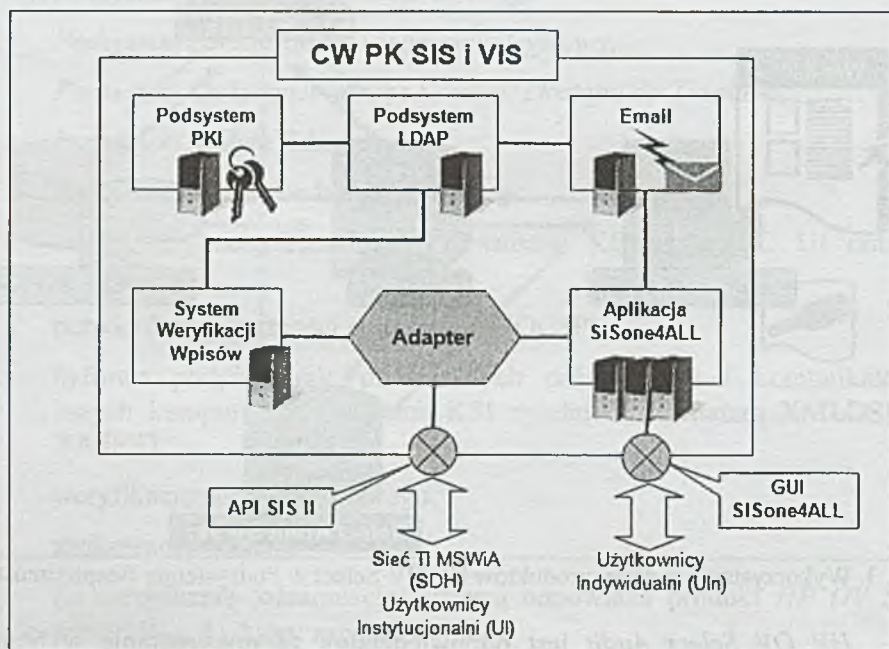 CW PK SIS i VIS
Podsystem
PKI
Podsystem
LDAP
Email
System
Weryfikacji
Wpisów
Adapter
Aplikacja
SiSone4ALL
API SIS II
GUI
SISone4ALL
Sieć TI MSWiA
(SDH)
Użytkownicy
Instytucjonalni (UI)
Użytkownicy
Indywidualni (UIn)